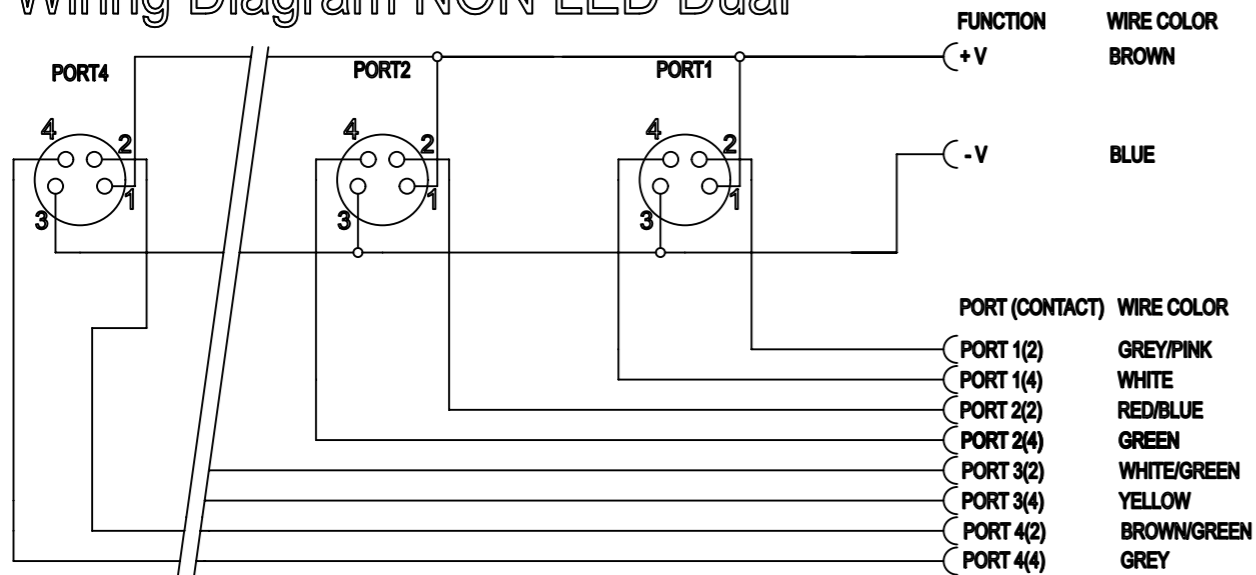 Wiring Diagram NON LED Dual
FUNCTION WIRE COLOR
+ V BROWN
PORT4 PORT2 PORT1
4 2 4 2 4 2
- V BLUE
3 1 3 1 3 1
PORT (CONTACT) WIRE COLOR
PORT 1(2) GREY/PINK
PORT 1(4) WHITE
PORT 2(2) RED/BLUE
PORT 2(4) GREEN
PORT 3(2) WHITE/GREEN
PORT 3(4) YELLOW
PORT 4(2) BROWN/GREEN
PORT 4(4) GREY